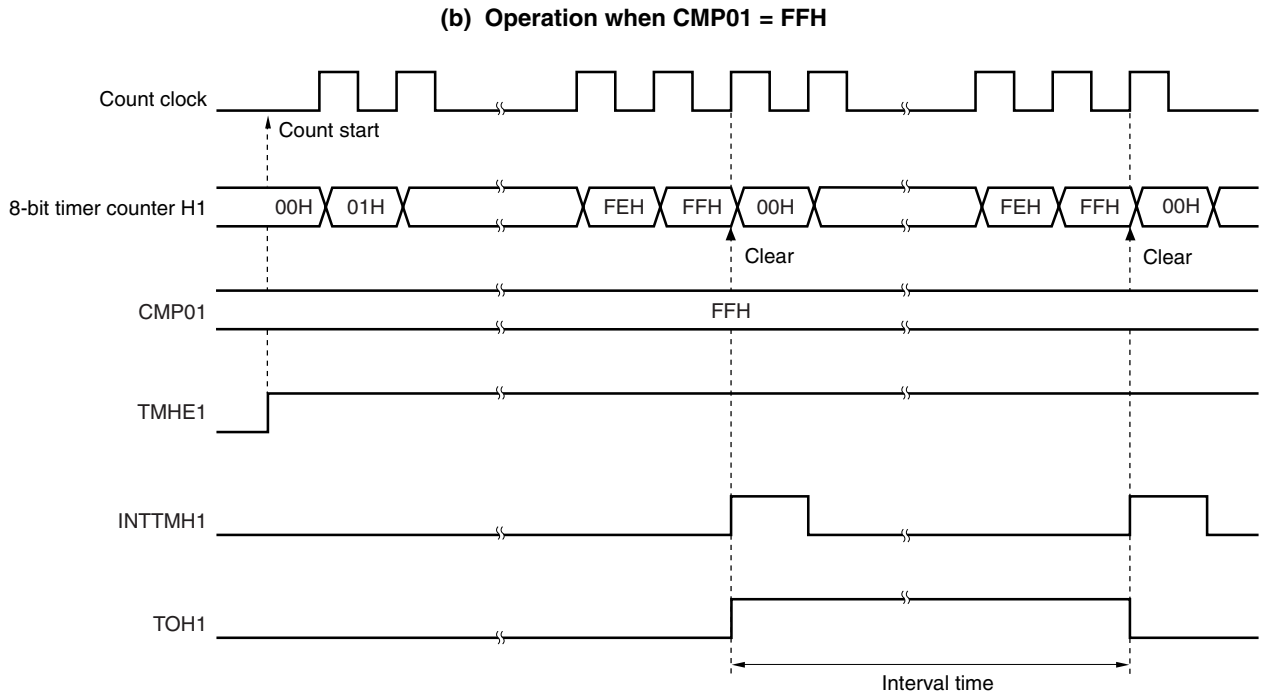 (b) Operation when CMP01 = FFH
Count clock
Count start
8-bit timer counter H1
00H 01H FEH FFH 00H FEH FFH 00H
Clear Clear
CMP01 FFH
TMHE1
INTTMH1
TOH1
Interval time